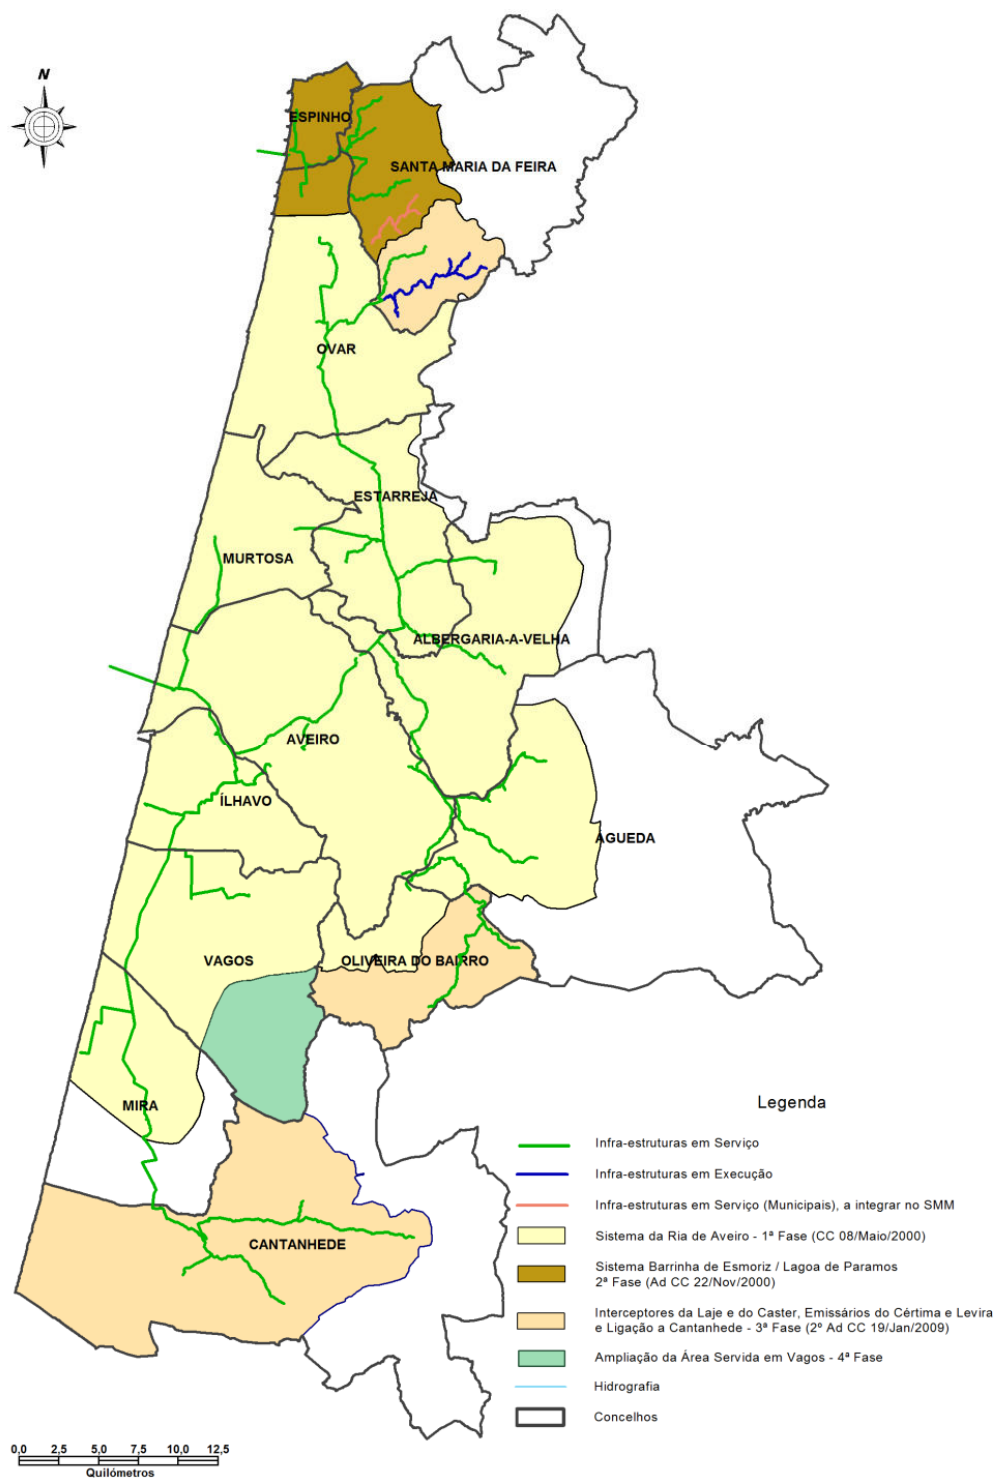 N
ESPINHO
SANTA MARIA DA FEIRA
OVAR
ESTARREJA
MURTOSA
ALBERGARIA-A-VELHA
AVEIRO
ÍLHAVO
ÁGUEDA
VAGOS
OLIVEIRA DO BAIRRO
MIRA
CANTANHEDE
Legenda
Infra-estruturas em Serviço
Infra-estruturas em Execução
Infra-estruturas em Serviço (Municipais), a integrar no SMM
Sistema da Ria de Aveiro - 1ª Fase (CC 08/Maio/2000)
Sistema Barrinha de Esmoriz / Lagoa de Paramos
2ª Fase (Ad CC 22/Nov/2000)
Interceptores da Laje e do Caster, Emissários do Cértima e Levira
e Ligação a Cantanhede - 3ª Fase (2º Ad CC 19/Jan/2009)
Ampliação da Área Servida em Vagos - 4ª Fase
Hidrografia
Concelhos
0,0 2,5 5,0 7,5 10,0 12,5
Quilómetros